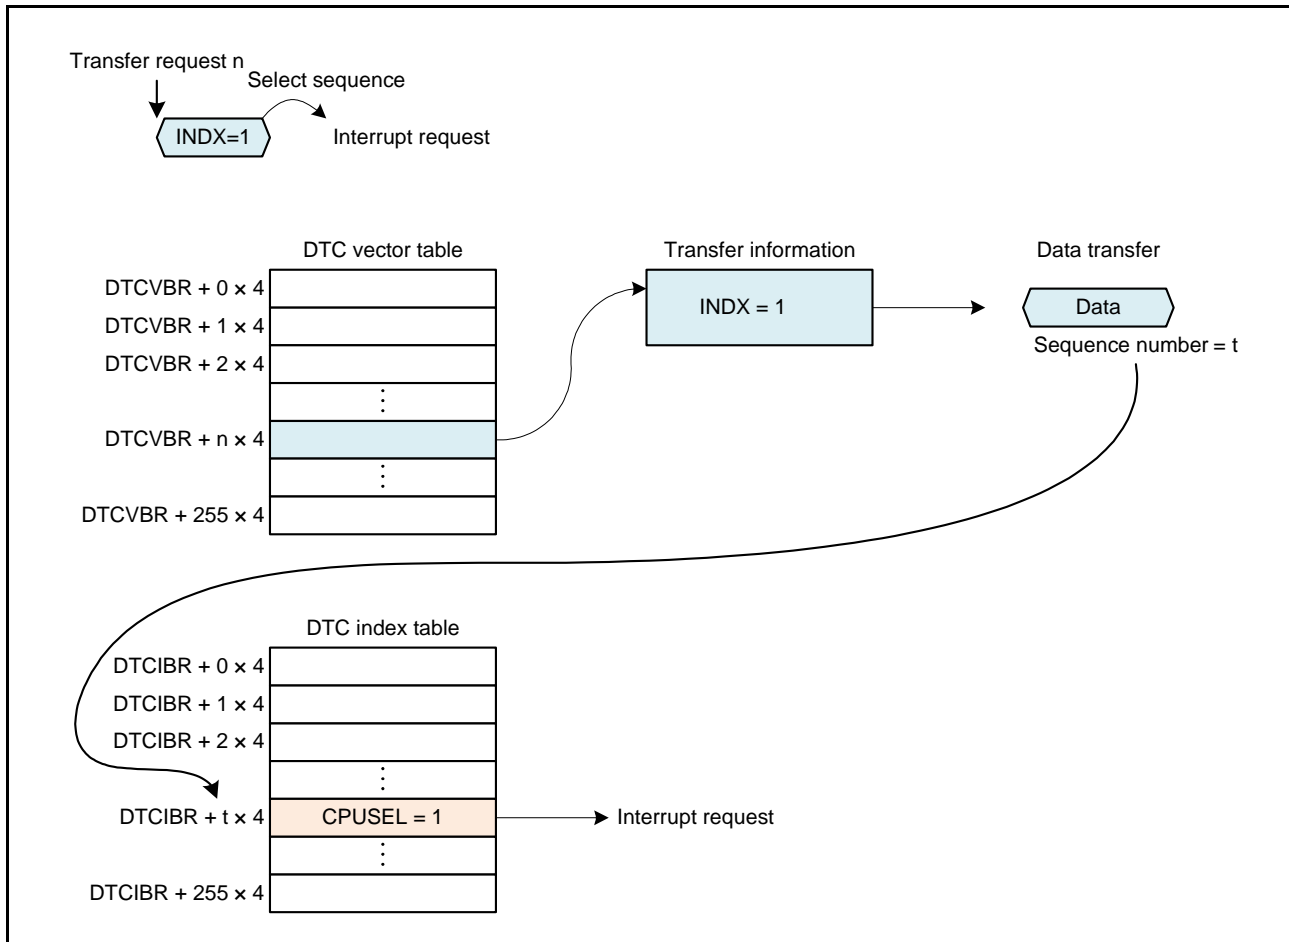 Transfer request n
Select sequence
INDX=1
Interrupt request
DTC vector table
Transfer information
Data transfer
DTCVBR + 0 × 4
DTCVBR + 1 × 4
DTCVBR + 2 × 4
⋮
DTCVBR + n × 4
⋮
DTCVBR + 255 × 4
INDX = 1
Data
Sequence number = t
DTC index table
DTCIBR + 0 × 4
DTCIBR + 1 × 4
DTCIBR + 2 × 4
⋮
DTCIBR + t × 4
CPUSEL = 1
Interrupt request
⋮
DTCIBR + 255 × 4